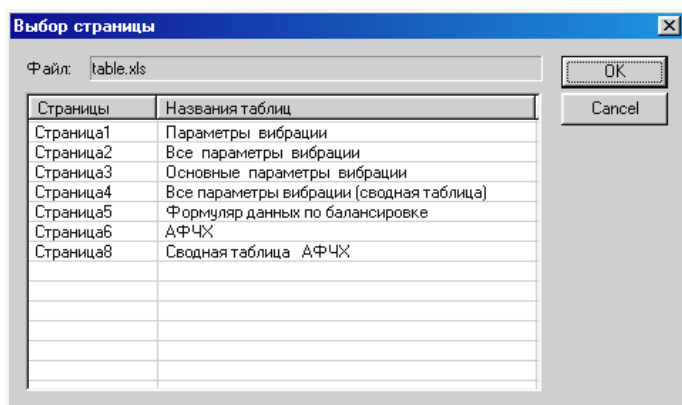 Выбор страницы
Файл: table.xls
OK
Cancel
Страницы Названия таблиц
Страница1 Параметры вибрации
Страница2 Все параметры вибрации
Страница3 Основные параметры вибрации
Страница4 Все параметры вибрации (сводная таблица)
Страница5 Формуляр данных по балансировке
Страница6 АФЧХ
Страница8 Сводная таблица АФЧХ